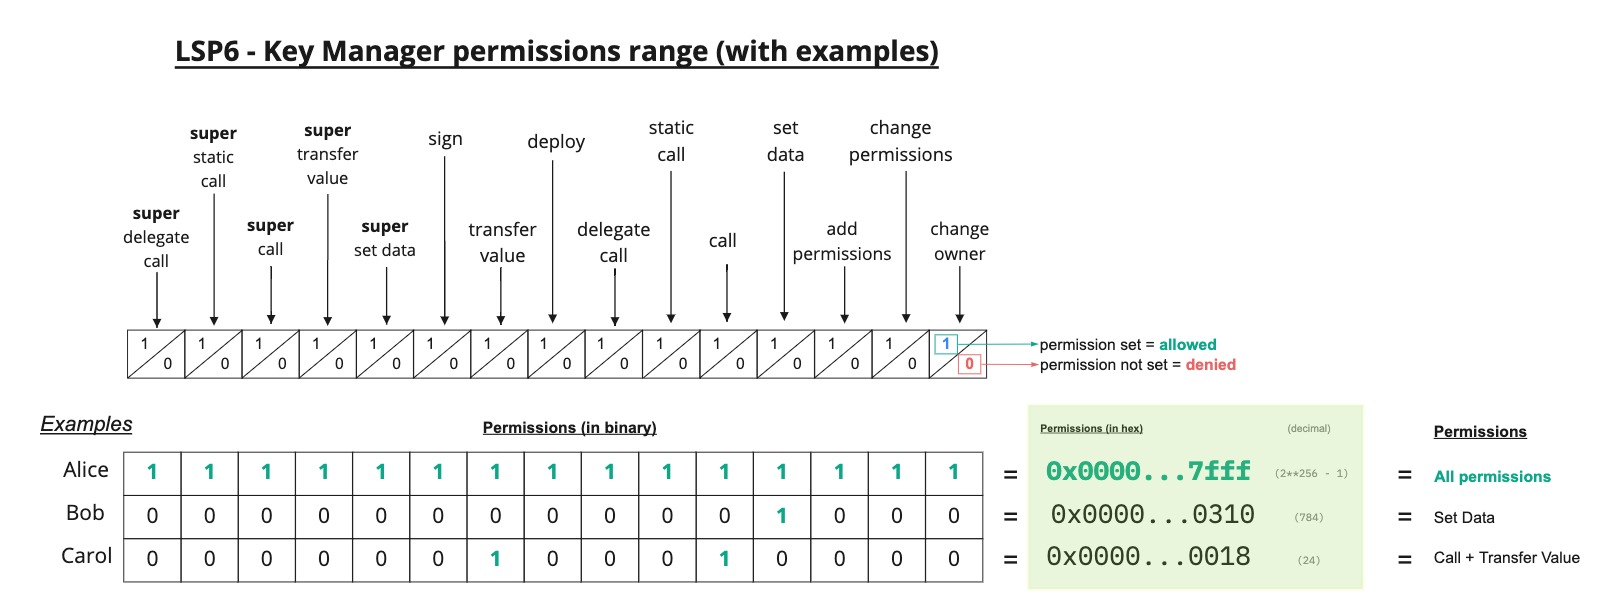 LSP6 - Key Manager permissions range (with examples)
super
delegate
call
super
static
call
super
call
super
transfer
value
super
set data
sign
transfer
value
deploy
delegate
call
static
call
call
set
data
add
permissions
change
permissions
change
owner
1 1 1 1 1 1 1 1 1 1 1 1 1 1 1
0 0 0 0 0 0 0 0 0 0 0 0 0 0 0
permission set = allowed
permission not set = denied
Examples
Permissions (in binary)
Permissions (in hex)
(decimal)
Permissions
Alice 1 1 1 1 1 1 1 1 1 1 1 1 1 1 1 = 0x0000...7fff (2**256 - 1) = All permissions
Bob 0 0 0 0 0 0 0 0 0 0 0 1 0 0 0 = 0x0000...0310 (784) = Set Data
Carol 0 0 0 0 0 0 1 0 0 0 1 0 0 0 0 = 0x0000...0018 (24) = Call + Transfer Value